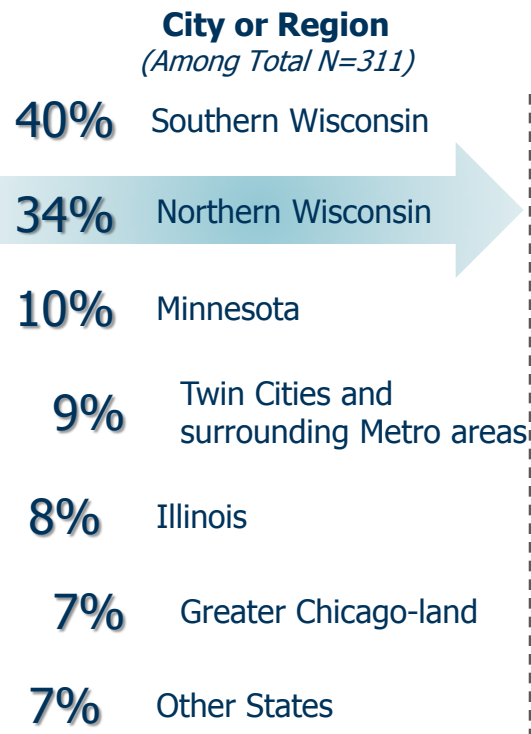 City or Region
(Among Total N=311)
40% Southern Wisconsin
34% Northern Wisconsin
10% Minnesota
9% Twin Cities and
surrounding Metro areas
8% Illinois
7% Greater Chicago-land
7% Other States